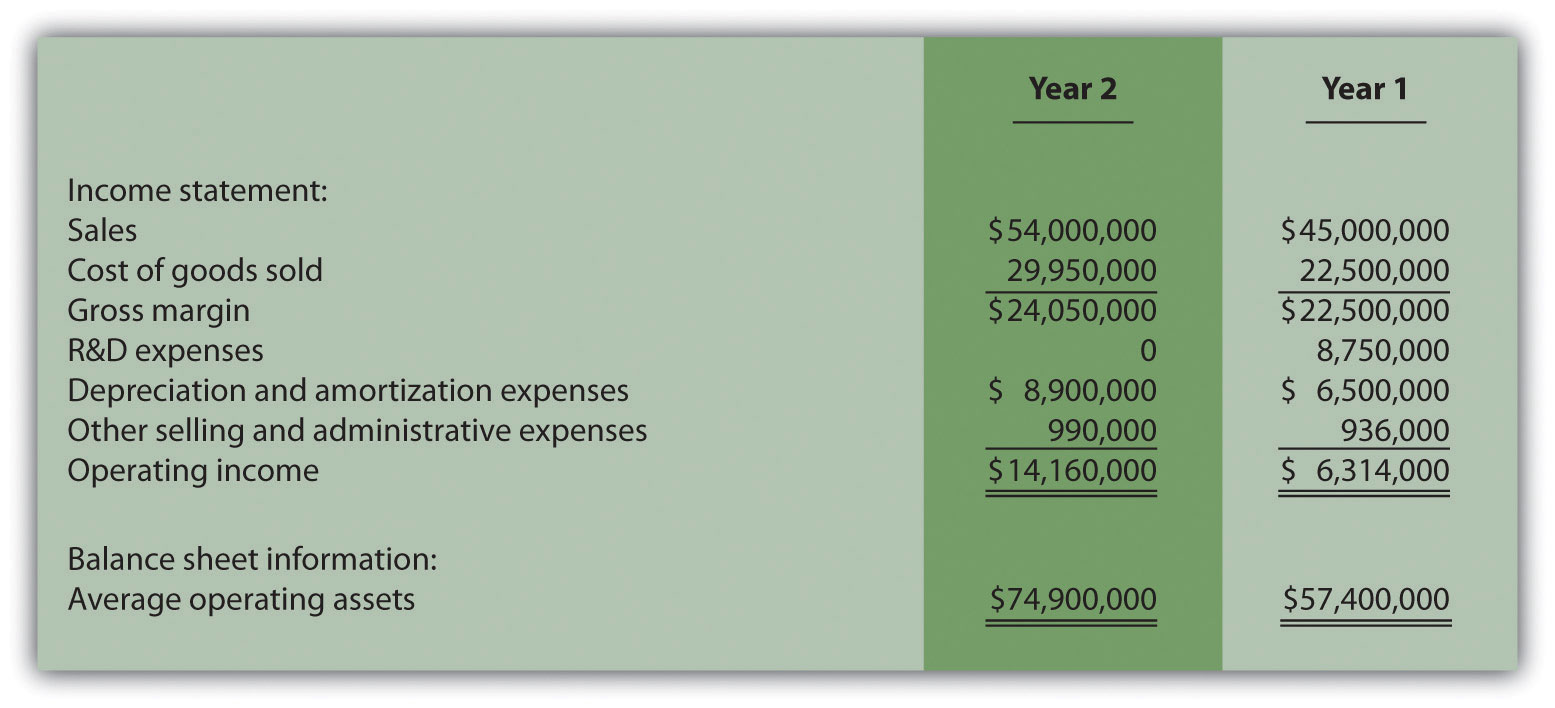 Year 2 Year 1
Income statement:
Sales $54,000,000 $45,000,000
Cost of goods sold 29,950,000 22,500,000
Gross margin $24,050,000 $22,500,000
R&D expenses 0 8,750,000
Depreciation and amortization expenses $ 8,900,000 $ 6,500,000
Other selling and administrative expenses 990,000 936,000
Operating income $14,160,000 $ 6,314,000
Balance sheet information:
Average operating assets $74,900,000 $57,400,000